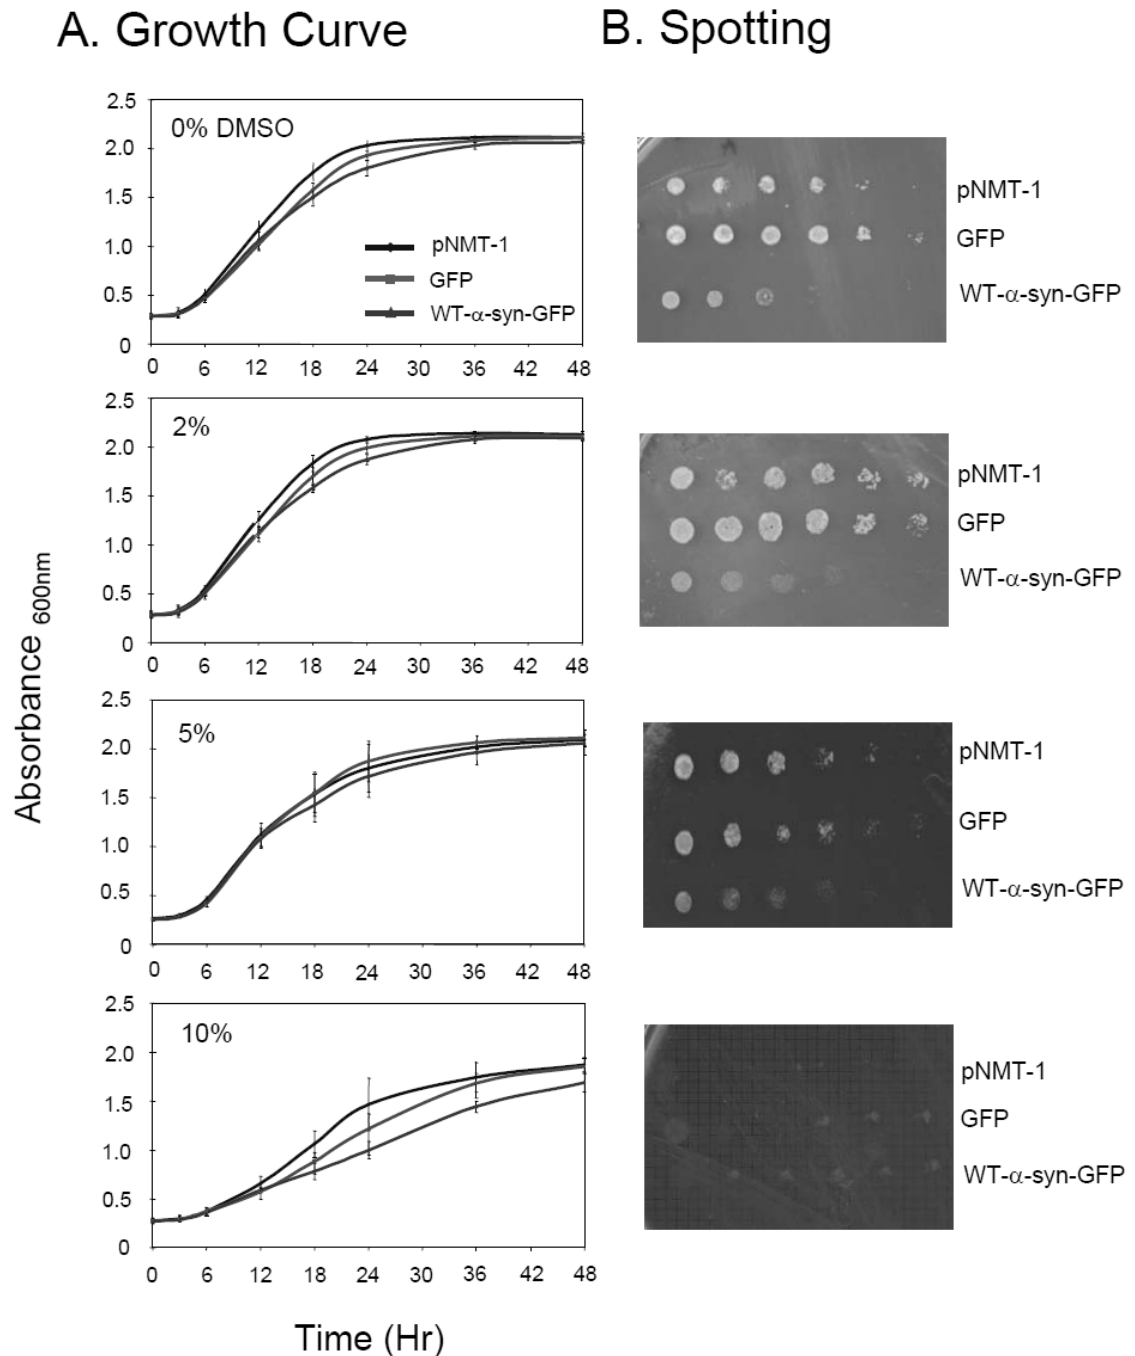 A. Growth Curve
B. Spotting
Absorbance 600nm
2.5
2.0
1.5
1.0
0.5
0
0% DMSO
pNMT-1
GFP
WT-α-syn-GFP
0 6 12 18 24 30 36 42 48
pNMT-1
GFP
WT-α-syn-GFP
2.5
2.0
1.5
1.0
0.5
0
2%
0 6 12 18 24 30 36 42 48
pNMT-1
GFP
WT-α-syn-GFP
2.5
2.0
1.5
1.0
0.5
0
5%
0 6 12 18 24 30 36 42 48
pNMT-1
GFP
WT-α-syn-GFP
2.5
2.0
1.5
1.0
0.5
0
10%
0 6 12 18 24 30 36 42 48
pNMT-1
GFP
WT-α-syn-GFP
Time (Hr)